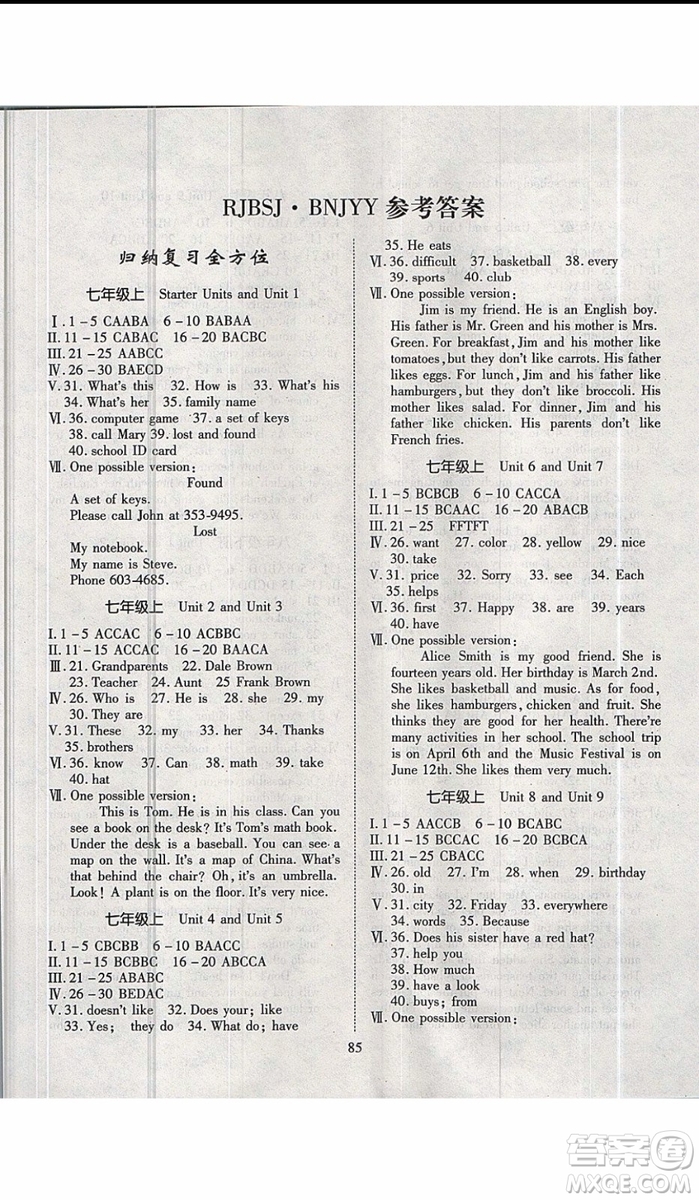 RJBSJ·BNJYY 参考答案
归纳复习全方位
七年级上 Starter Units and Unit 1
Ⅰ. 1-5 CAABA 6-10 BABAA
Ⅱ. 11-15 CABAC 16-20 BACBC
Ⅲ. 21-25 AABCC
Ⅳ. 26-30 BAECD
Ⅴ. 31. What's this 32. How is 33. What's his
34. What's her 35. family name
Ⅵ. 36. computer game 37. a set of keys
38. call Mary 39. lost and found
40. school ID card
Ⅶ. One possible version:
Found
A set of keys.
Please call John at 353-9495.
Lost
My notebook.
My name is Steve.
Phone 603-4685.
七年级上 Unit 2 and Unit 3
Ⅰ. 1-5 ACCAC 6-10 ACBBC
Ⅱ. 11-15 CACCA 16-20 BAACA
Ⅲ. 21. Grandparents 22. Dale Brown
23. Teacher 24. Aunt 25. Frank Brown
Ⅳ. 26. Who is 27. He is 28. she 29. my
30. They are
Ⅴ. 31. These 32. my 33. daughter 34. two
35. brothers
Ⅵ. 36. know 37. Can 38. math 39. take
40. hat
Ⅶ. One possible version:
This is Tom. He's in class. Can you
see a book on the desk? It's Tom's math book.
Under the desk is a baseball. You can see a
map on the wall. It's a map of China. What's
that behind the chair? Oh, it's an umbrella.
Look! A plant is on the floor. It's very nice.
七年级上 Unit 4 and Unit 5
Ⅰ. 1-5 CBCBB 6-10 BAACC
Ⅱ. 11-15 BCBBC 16-20 ABCCA
Ⅲ. 21-25 ABABC
Ⅳ. 26-30 BEDAC
Ⅴ. 31. doesn't like 32. Does your; like
33. Yes; they do 34. What do; have
35. He eats
Ⅵ. 36. difficult 37. basketball 38. every
39. sports 40. club
Ⅶ. One possible version:
Jim is my friend. He is an English boy.
His father is Mr. Green and his mother is Mrs.
Green. For breakfast, Jim and his mother like
tomatoes, but they don't like carrots. His father
likes eggs. For lunch, Jim and his father like
hamburgers, but they don't like broccoli. His
mother likes salad. For dinner, Jim and his
mother like chicken. His parents don't like
French fries.
七年级上 Unit 6 and Unit 7
Ⅰ. 1-5 BCBCB 6-10 CACCA
Ⅱ. 11-15 BCAAC 16-20 ABACB
Ⅲ. 21-25 FFTFT
Ⅳ. 26. want 27. color 28. yellow 29. nice
30. take
Ⅴ. 31. price 32. Sorry 33. see 34. Each
35. helps
Ⅵ. 36. first 37. Happy 38. are 39. years
40. have
Ⅶ. One possible version:
Alice Smith is my good friend. She is
fourteen years old. Her birthday is March 2nd.
She likes basketball and music. As for food,
she likes hamburgers, chicken and fruit. She
thinks they are good for her health. There're
many activities in her school. The school trip
is on April 6th and the Music Festival is on
June 12th. She likes them very much.
七年级上 Unit 8 and Unit 9
Ⅰ. 1-5 AACCB 6-10 BCABC
Ⅱ. 11-15 BCCAC 16-20 BBACA
Ⅲ. 21-25 CBACC
Ⅳ. 26. old 27. I'm 28. When 29. birthday
30. in
Ⅴ. 31. city 32. Friday 33. everywhere
34. words 35. Because
Ⅵ. 36. Does his sister have a red hat?
37. help you
38. How much
39. have a look
40. buys; from
Ⅶ. One possible version:
85
答案圈
MXQE.COM